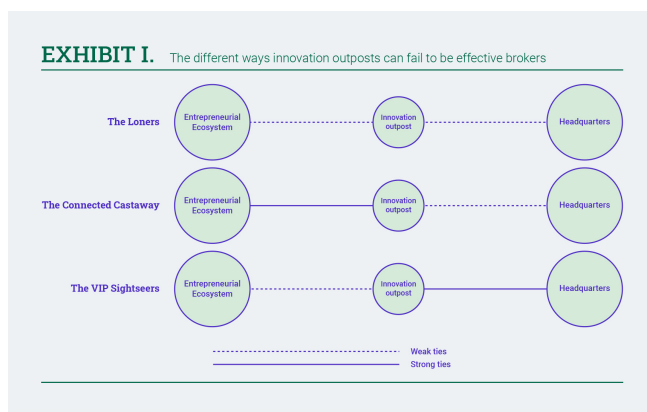 EXHIBIT I. The different ways innovation outposts can fail to be effective brokers
The Loners
Entrepreneurial
Ecosystem
Innovation
outpost
Headquarters
The Connected Castaway
Entrepreneurial
Ecosystem
Innovation
outpost
Headquarters
The VIP Sightseers
Entrepreneurial
Ecosystem
Innovation
outpost
Headquarters
Weak ties
Strong ties